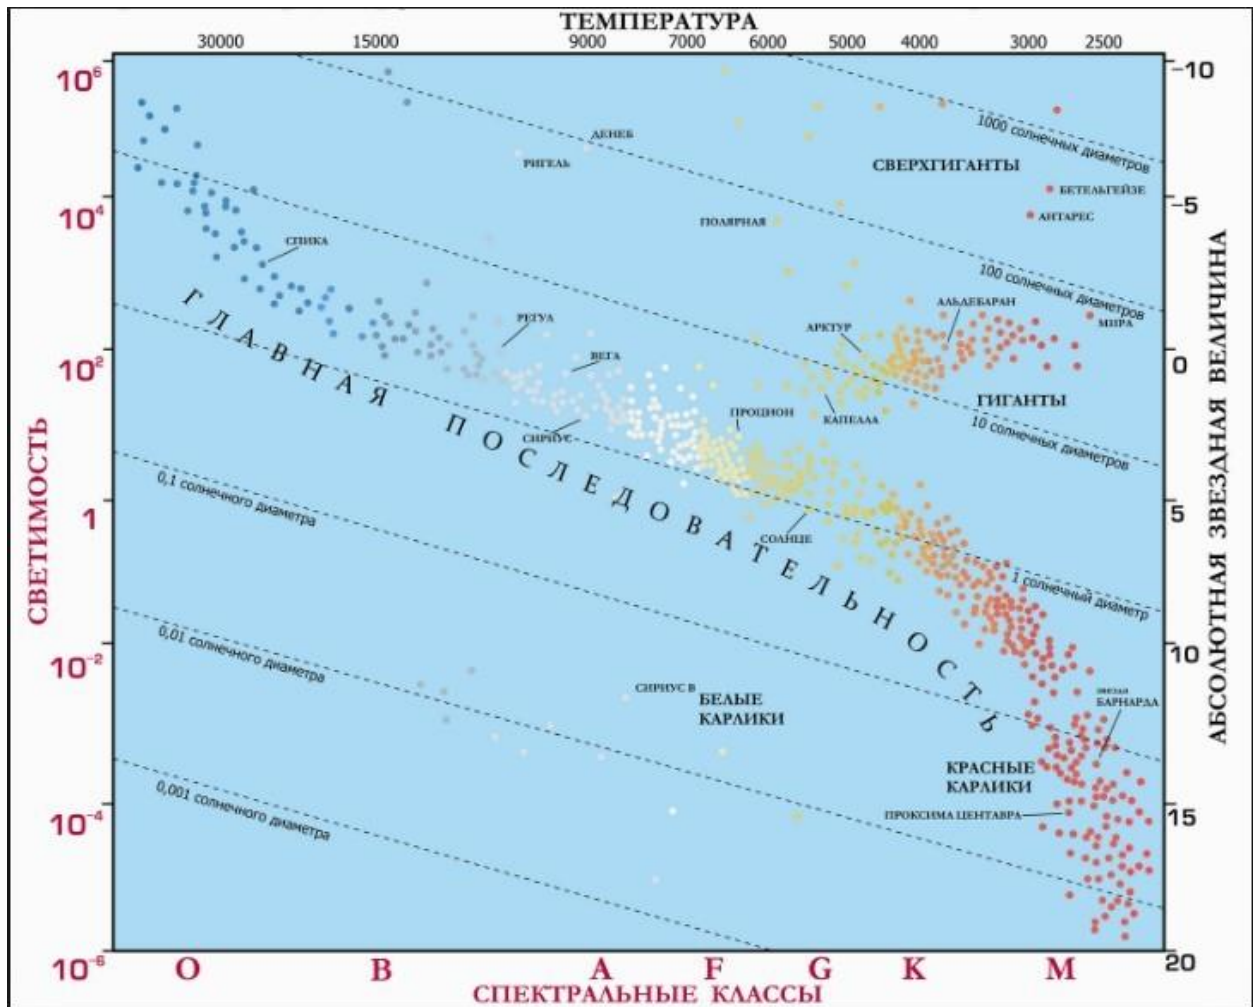 ТЕМПЕРАТУРА
30000 15000 9000 7000 6000 5000 4000 3000 2500
10⁶
10⁴
10²
1
10⁻²
10⁻⁴
10⁻⁶
СВЕТИМОСТЬ
-10
-5
0
5
10
15
20
АБСОЛЮТНАЯ ЗВЕЗДНАЯ ВЕЛИЧИНА
1000 солнечных диаметров
ДЕНЕБ
РИГЕЛЬ
СВЕРХГИГАНТЫ
БЕТЕЛЬГЕЙЗЕ
АНТАРЕС
ПОЛЯРНАЯ
СПИКА
100 солнечных диаметров
АЛЬДЕБАРАН
МИРА
РЕГУЛ
АРКТУР
ВЕГА
ГИГАНТЫ
ПРОЦИОН
КАПЕЛЛА
10 солнечных диаметров
СИРИУС
ГЛАВНАЯ ПОСЛЕДОВАТЕЛЬНОСТЬ
0,1 солнечного диаметра
СОЛНЦЕ
1 солнечный диаметр
0,01 солнечного диаметра
СИРИУС В
БЕЛЫЕ
КАРЛИКИ
ЗВЕЗДА
БАРНАРДА
КРАСНЫЕ
КАРЛИКИ
ПРОКСИМА ЦЕНТАВРА
0,001 солнечного диаметра
O B A F G K M
СПЕКТРАЛЬНЫЕ КЛАССЫ